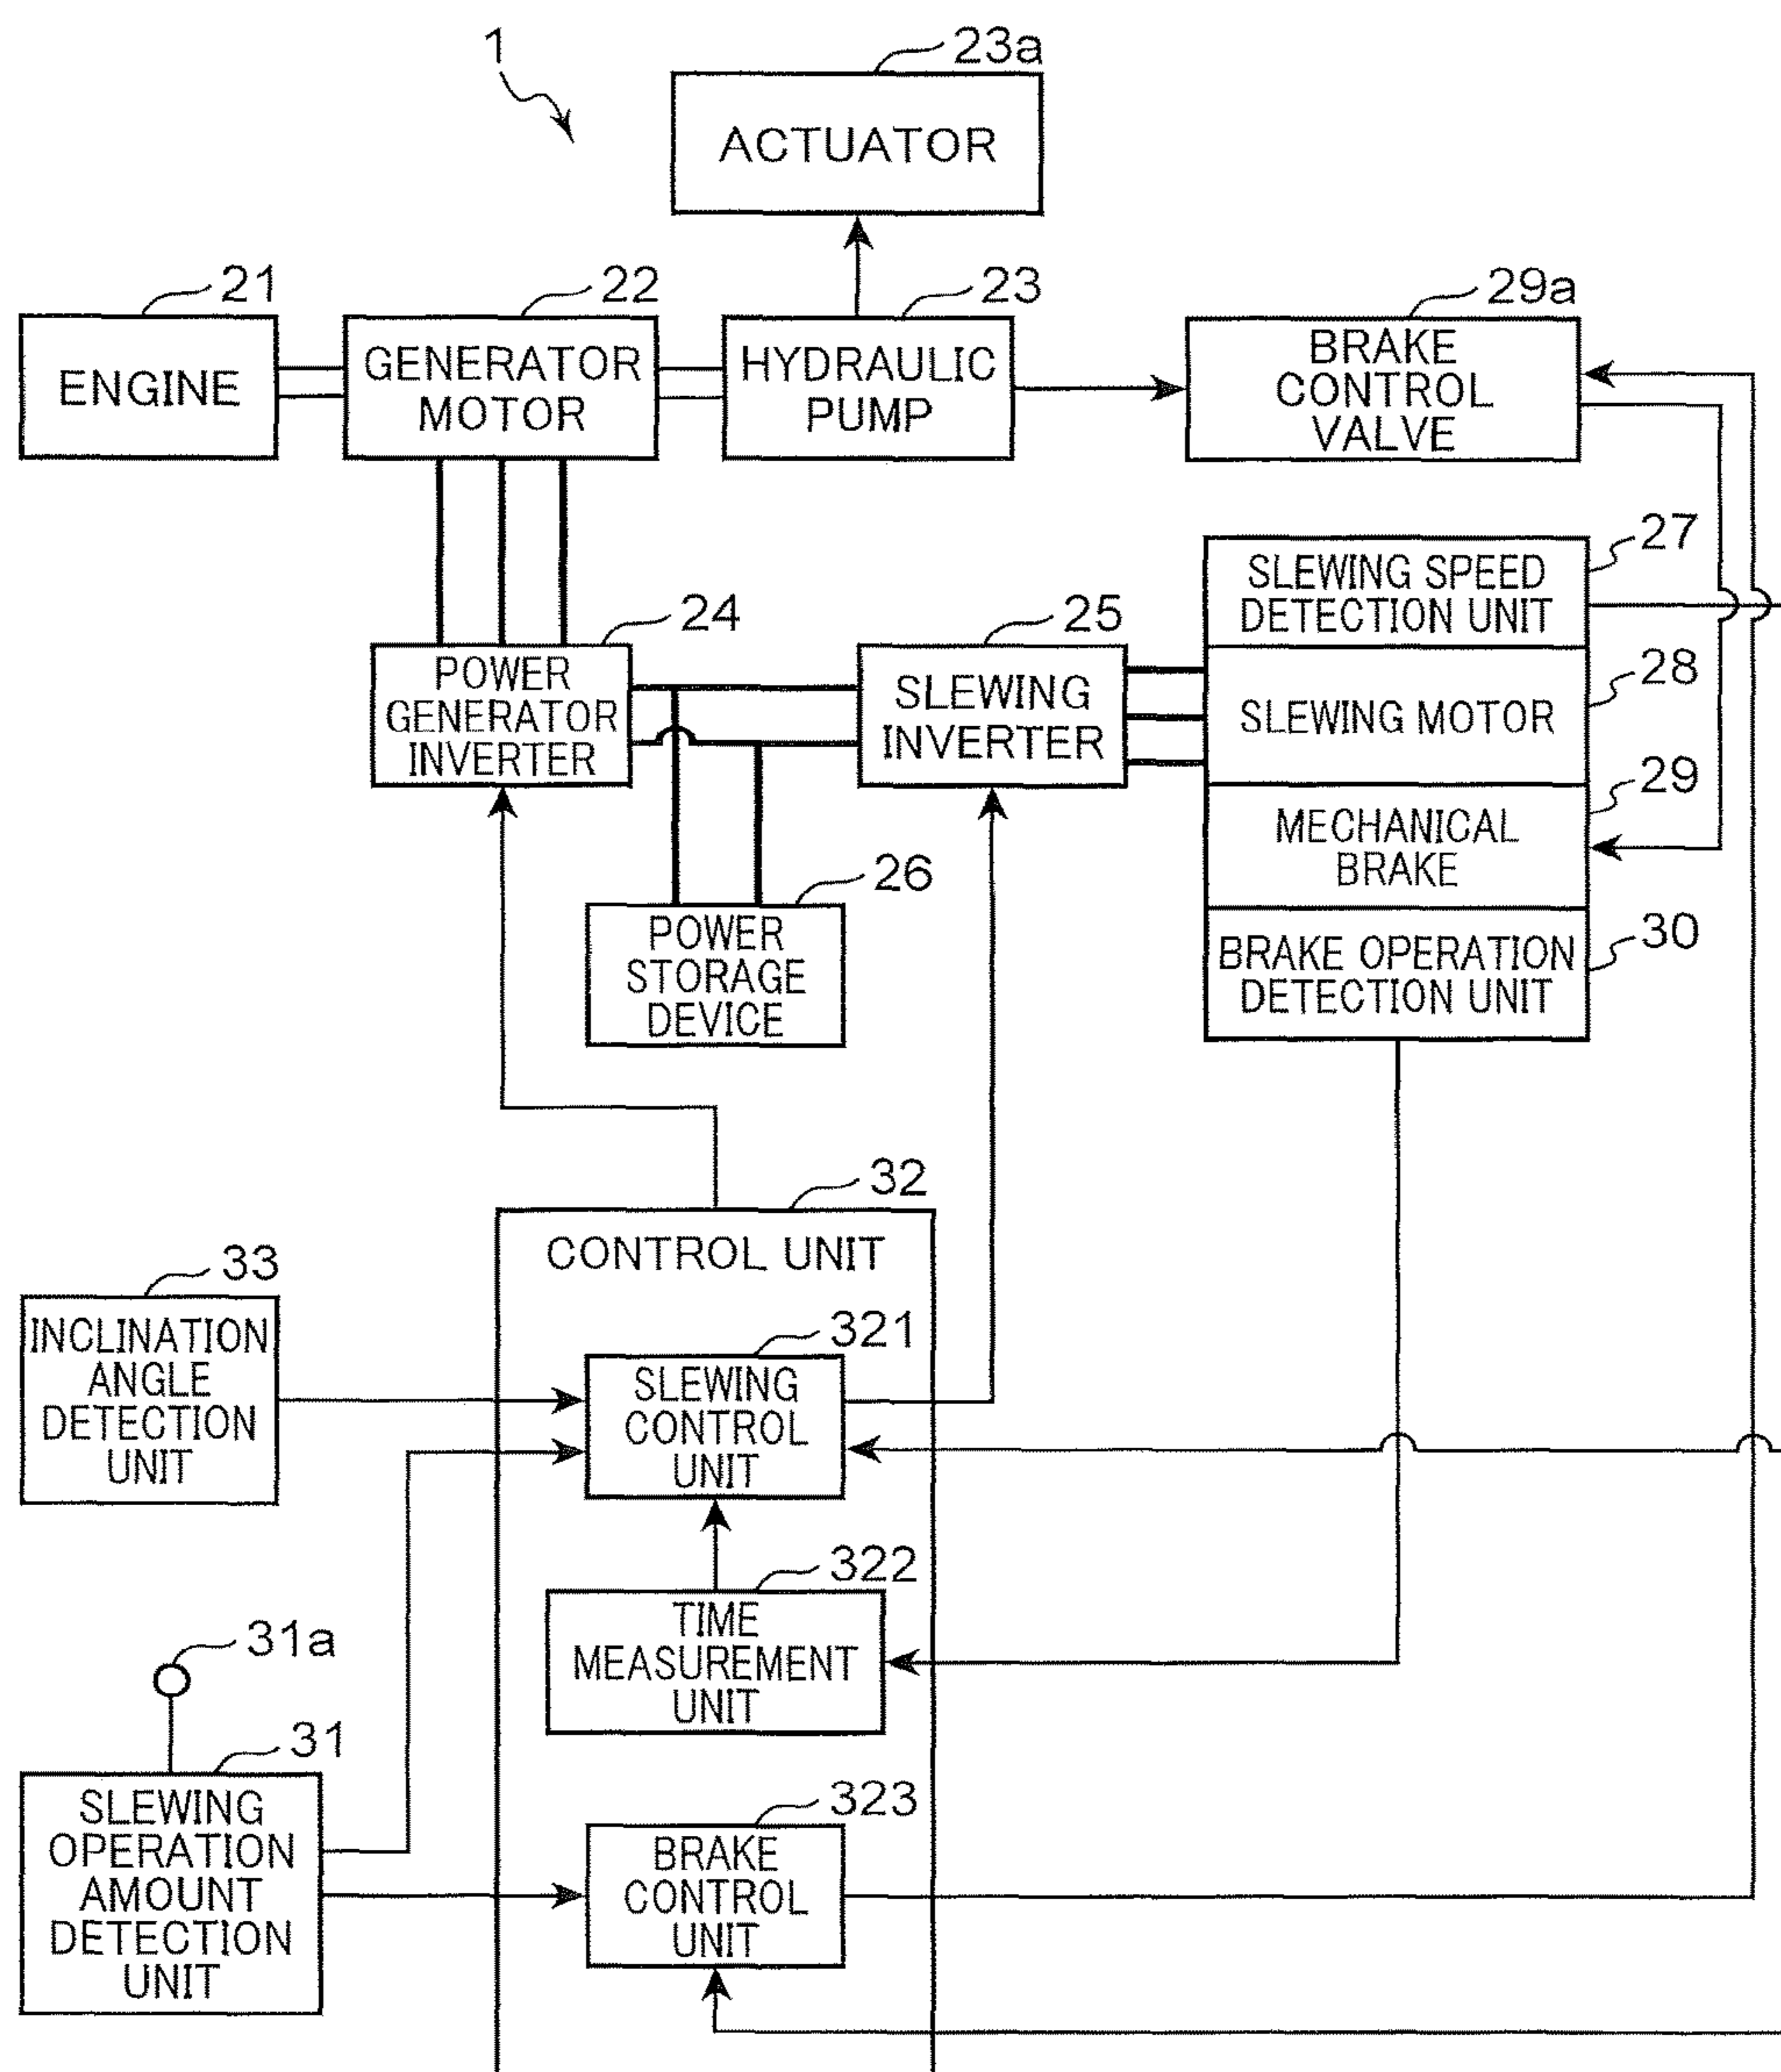 1
23a
ACTUATOR
21
22
23
29a
ENGINE
GENERATOR
MOTOR
HYDRAULIC
PUMP
BRAKE
CONTROL
VALVE
27
SLEWING SPEED
DETECTION UNIT
24
25
28
POWER
GENERATOR
INVERTER
SLEWING
INVERTER
SLEWING MOTOR
29
MECHANICAL
BRAKE
26
POWER
STORAGE
DEVICE
30
BRAKE OPERATION
DETECTION UNIT
32
CONTROL UNIT
33
INCLINATION
ANGLE
DETECTION
UNIT
321
SLEWING
CONTROL
UNIT
322
TIME
MEASUREMENT
UNIT
31a
31
SLEWING
OPERATION
AMOUNT
DETECTION
UNIT
323
BRAKE
CONTROL
UNIT